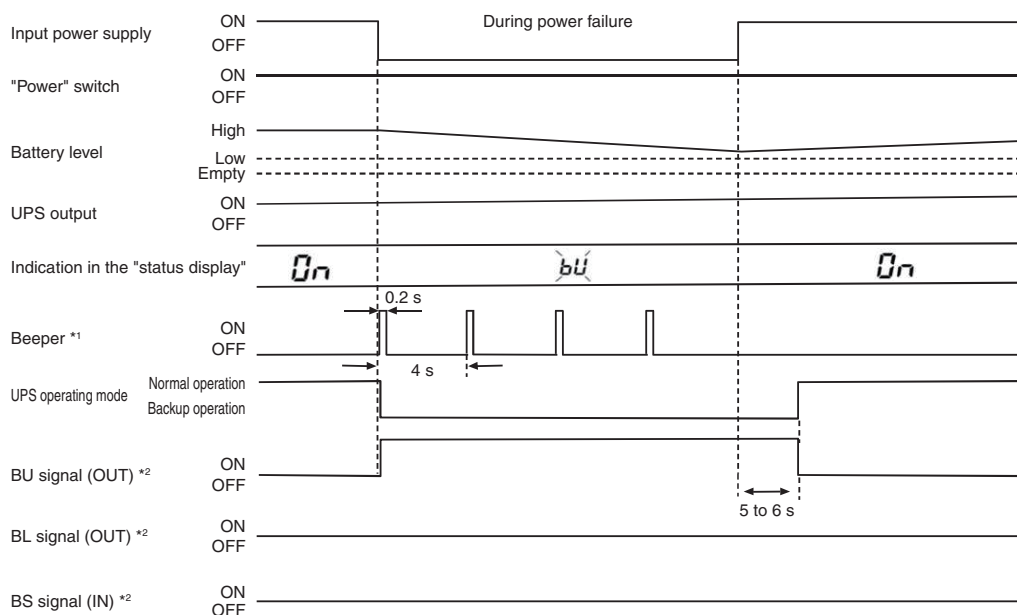 Input power supply ON OFF During power failure
"Power" switch ON OFF
Battery level High Low Empty
UPS output ON OFF
Indication in the "status display" On bU On
0.2 s
Beeper *1 ON OFF
4 s
UPS operating mode Normal operation Backup operation
BU signal (OUT) *2 ON OFF
5 to 6 s
BL signal (OUT) *2 ON OFF
BS signal (IN) *2 ON OFF